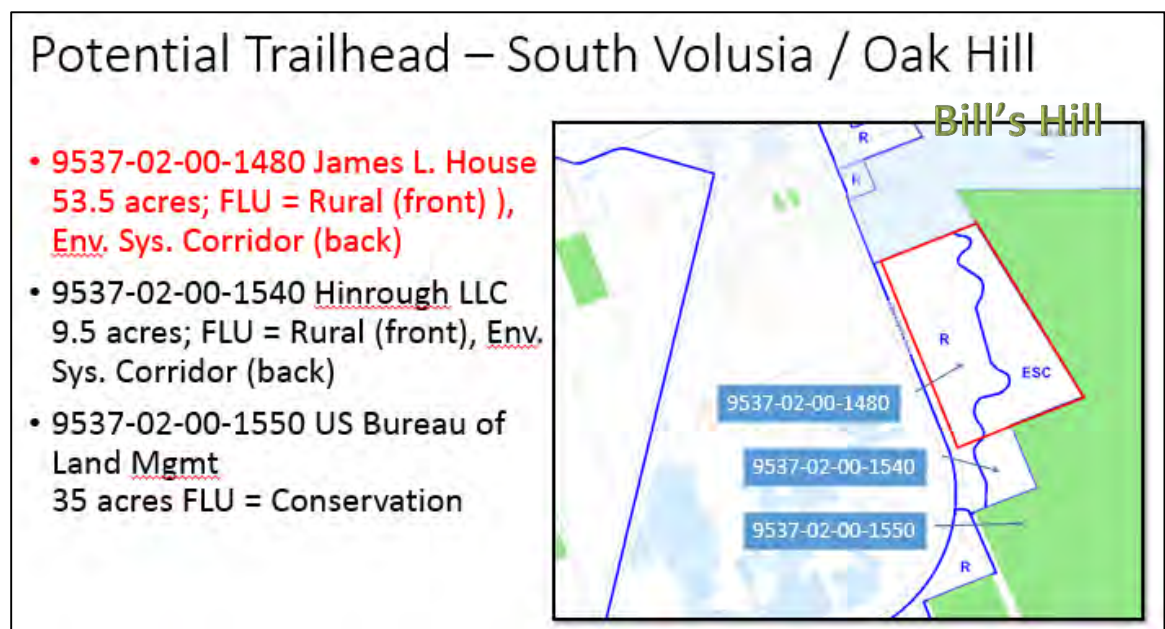 Potential Trailhead – South Volusia / Oak Hill
Bill's Hill
• 9537-02-00-1480 James L. House
53.5 acres; FLU = Rural (front) ),
Env. Sys. Corridor (back)
• 9537-02-00-1540 Hinrough LLC
9.5 acres; FLU = Rural (front), Env.
Sys. Corridor (back)
• 9537-02-00-1550 US Bureau of
Land Mgmt
35 acres FLU = Conservation
R
R
R
ESC
9537-02-00-1480
9537-02-00-1540
9537-02-00-1550
R